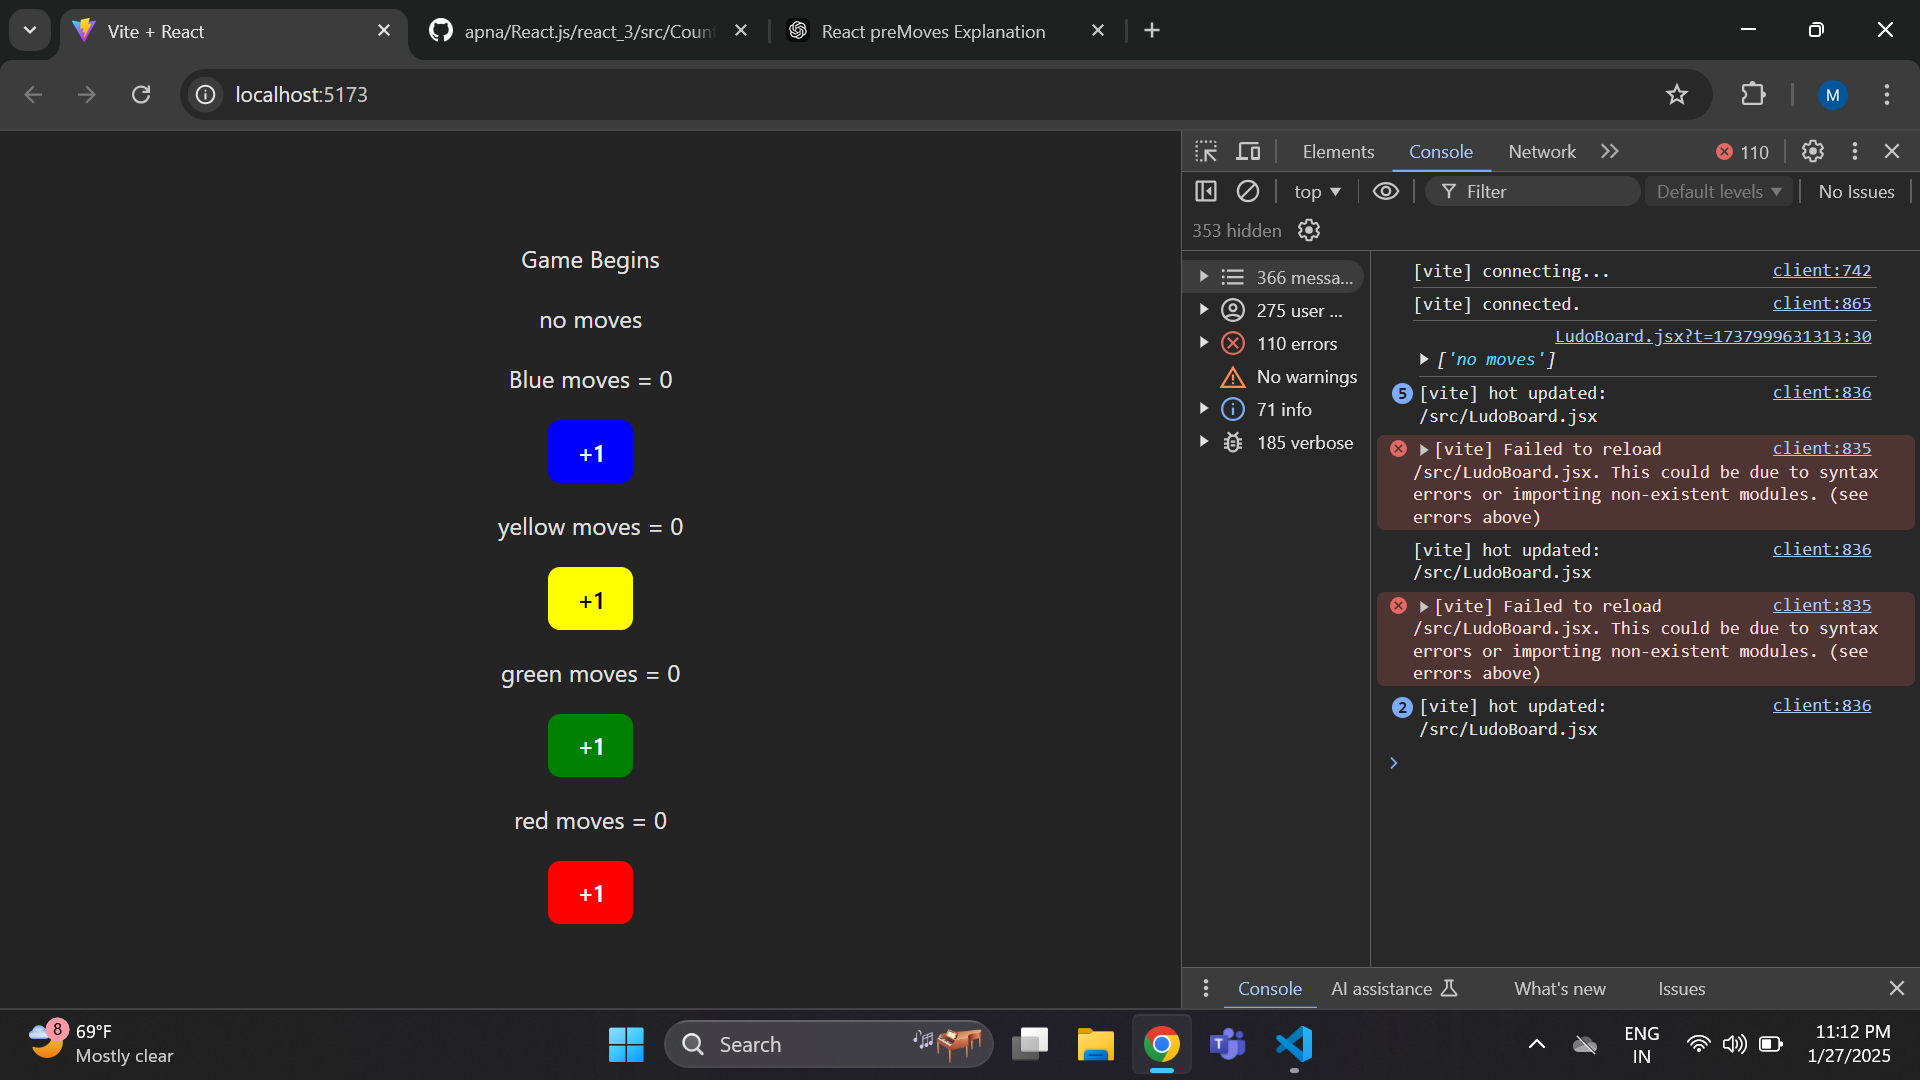 Vite + React
apna/React.js/react_3/src/Coun
React preMoves Explanation
localhost:5173
M
Game Begins
no moves
Blue moves = 0
+1
yellow moves = 0
+1
green moves = 0
+1
red moves = 0
+1
Elements Console Network 110
top Filter Default levels No Issues
353 hidden
366 messa...
275 user ...
110 errors
No warnings
71 info
185 verbose
[vite] connecting... client:742
[vite] connected. client:865
LudoBoard.jsx?t=1737999631313:30
['no moves']
5 [vite] hot updated: client:836
/src/LudoBoard.jsx
[vite] Failed to reload client:835
/src/LudoBoard.jsx. This could be due to syntax
errors or importing non-existent modules. (see
errors above)
[vite] hot updated: client:836
/src/LudoBoard.jsx
[vite] Failed to reload client:835
/src/LudoBoard.jsx. This could be due to syntax
errors or importing non-existent modules. (see
errors above)
2 [vite] hot updated: client:836
/src/LudoBoard.jsx
Console AI assistance What's new Issues
8 69°F
Mostly clear
Search
ENG
IN
11:12 PM
1/27/2025